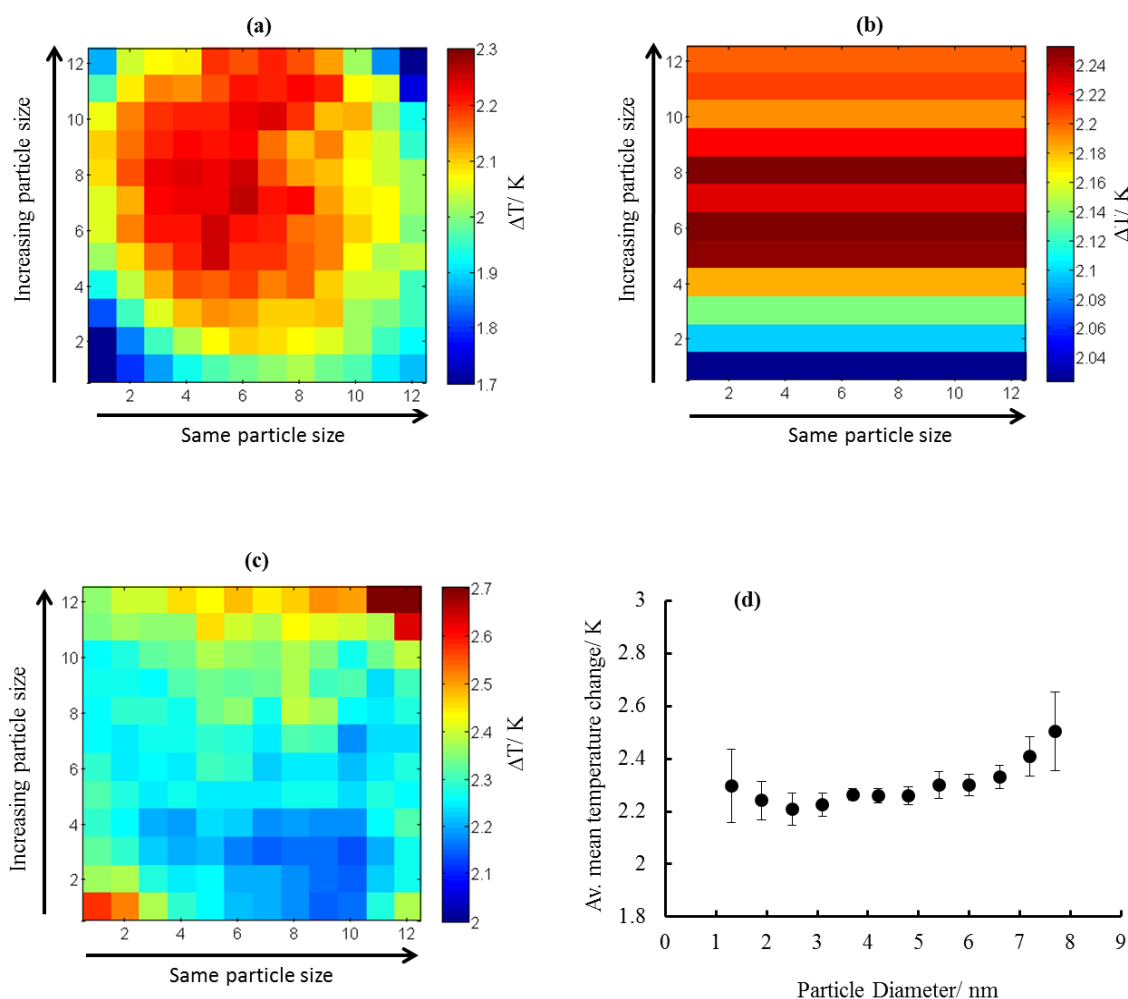 (a)
Increasing particle size
12
10
8
6
4
2
2 4 6 8 10 12
Same particle size
2.3
2.2
2.1
2
1.9
1.8
1.7
ΔT/ K
(b)
Increasing particle size
12
10
8
6
4
2
2 4 6 8 10 12
Same particle size
2.24
2.22
2.2
2.18
2.16
2.14
2.12
2.1
2.08
2.06
2.04
ΔT/ K
(c)
Increasing particle size
12
10
8
6
4
2
2 4 6 8 10 12
Same particle size
2.7
2.6
2.5
2.4
2.3
2.2
2.1
2
ΔT/ K
(d)
Av. mean temperature change/ K
3
2.8
2.6
2.4
2.2
2
1.8
0 1 2 3 4 5 6 7 8 9
Particle Diameter/ nm